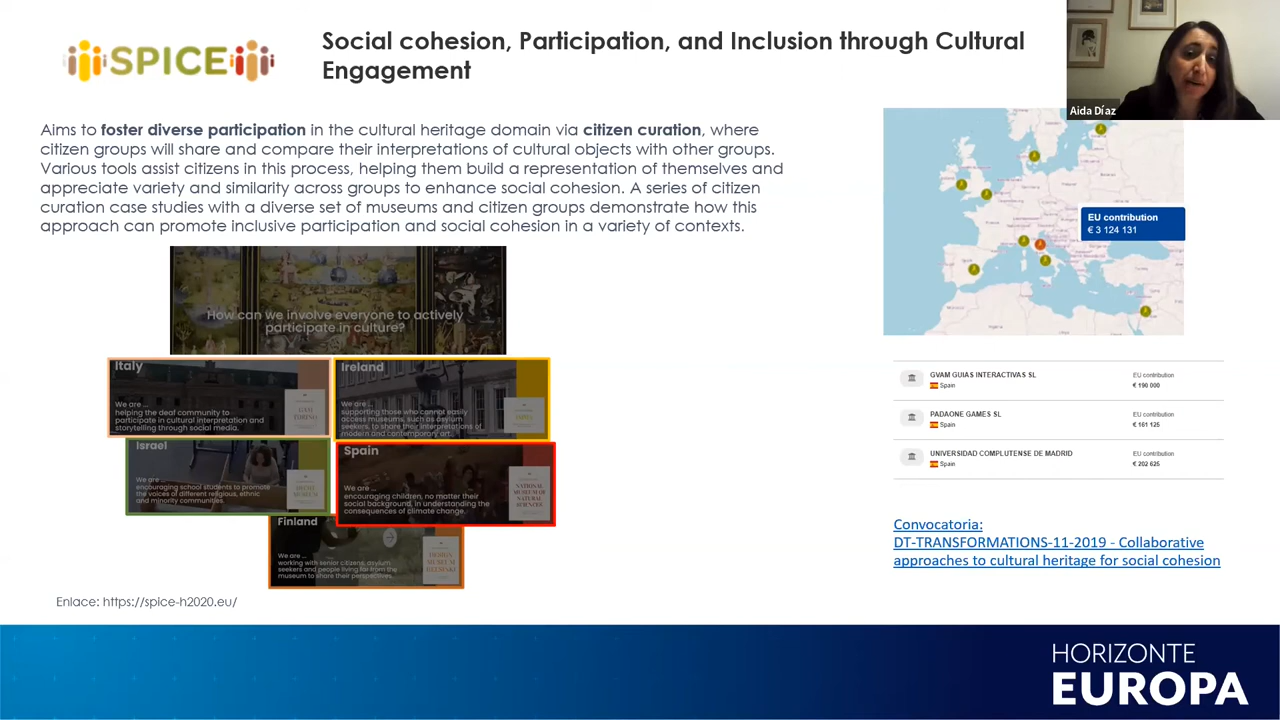 SPICE
Social cohesion, Participation, and Inclusion through Cultural
Engagement
Aida Díaz
Aims to foster diverse participation in the cultural heritage domain via citizen curation, where
citizen groups will share and compare their interpretations of cultural objects with other groups.
Various tools assist citizens in this process, helping them build a representation of themselves and
appreciate variety and similarity across groups to enhance social cohesion. A series of citizen
curation case studies with a diverse set of museums and citizen groups demonstrate how this
approach can promote inclusive participation and social cohesion in a variety of contexts.
How can we involve everyone to actively
participate in culture?
Italy
We are ...
helping the deaf community to
participate in cultural interpretation and
storytelling through social media.
Ireland
We are ...
supporting those who cannot easily
access museums, such as asylum
seekers, to share their interpretations of
modern and contemporary art.
Israel
We are ...
encouraging school students to promote
the voices of different religious, ethnic
and minority communities.
HECHT
MUSEUM
Spain
We are ...
encouraging children, no matter their
social background, in understanding the
consequences of climate change.
NATIONAL
MUSEUM OF
NATURAL
SCIENCES
Finland
We are ...
working with senior citizens, asylum
seekers and people living far from the
museum to share their perspectives.
DESIGN
MUSEUM
HELSINKI
Enlace: https://spice-h2020.eu/
EU contribution
€ 3 124 131
GVAM GUIAS INTERACTIVAS SL
Spain
EU contribution
€ 190 000
PADAONE GAMES SL
Spain
EU contribution
€ 161 125
UNIVERSIDAD COMPLUTENSE DE MADRID
Spain
EU contribution
€ 202 625
Convocatoria:
DT-TRANSFORMATIONS-11-2019 - Collaborative
approaches to cultural heritage for social cohesion
HORIZONTE
EUROPA